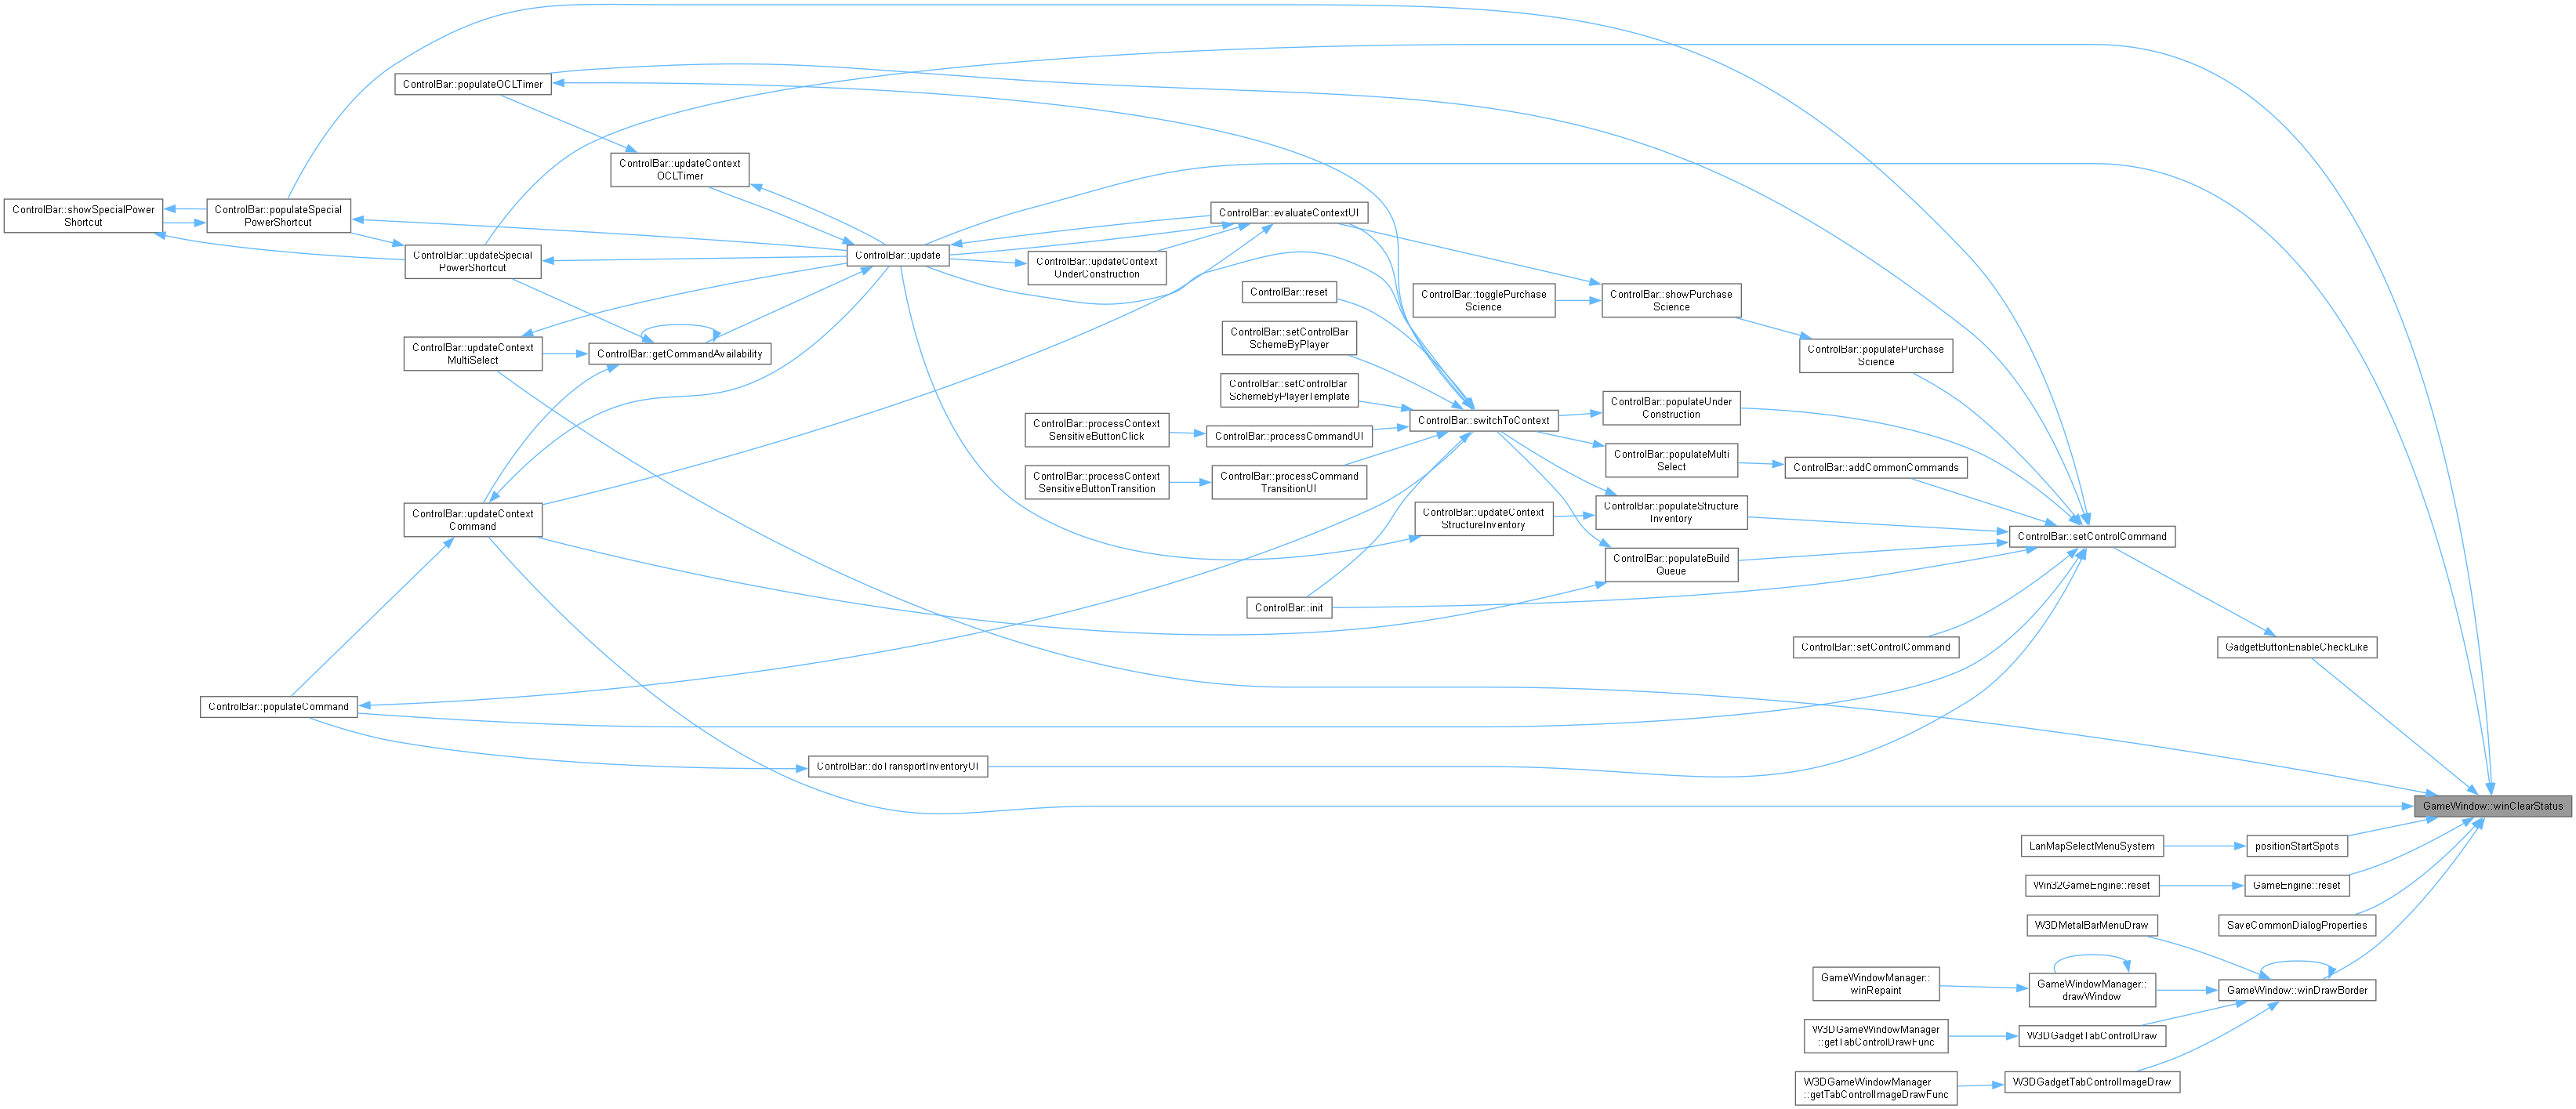 ControlBar::populateOCLTimer
ControlBar::updateContext
OCLTimer
ControlBar::showSpecialPower
Shortcut
ControlBar::populateSpecial
PowerShortcut
ControlBar::evaluateContextUI
ControlBar::updateSpecial
PowerShortcut
ControlBar::update
ControlBar::updateContext
UnderConstruction
ControlBar::reset
ControlBar::togglePurchase
Science
ControlBar::showPurchase
Science
ControlBar::setControlBar
SchemeByPlayer
ControlBar::updateContext
MultiSelect
ControlBar::getCommandAvailability
ControlBar::populatePurchase
Science
ControlBar::setControlBar
SchemeByPlayerTemplate
ControlBar::populateUnder
Construction
ControlBar::switchToContext
ControlBar::processContext
SensitiveButtonClick
ControlBar::processCommandUI
ControlBar::populateMulti
Select
ControlBar::addCommonCommands
ControlBar::processContext
SensitiveButtonTransition
ControlBar::processCommand
TransitionUI
ControlBar::updateContext
Command
ControlBar::updateContext
StructureInventory
ControlBar::populateStructure
Inventory
ControlBar::setControlCommand
ControlBar::populateBuild
Queue
ControlBar::init
ControlBar::setControlCommand
GadgetButtonEnableCheckLike
ControlBar::populateCommand
ControlBar::doTransportInventoryUI
GameWindow::winClearStatus
LanMapSelectMenuSystem
positionStartSpots
Win32GameEngine::reset
GameEngine::reset
W3DMetalBarMenuDraw
SaveCommonDialogProperties
GameWindowManager::
winRepaint
GameWindowManager::
drawWindow
GameWindow::winDrawBorder
W3DGameWindowManager
::getTabControlDrawFunc
W3DGadgetTabControlDraw
W3DGameWindowManager
::getTabControlImageDrawFunc
W3DGadgetTabControlImageDraw